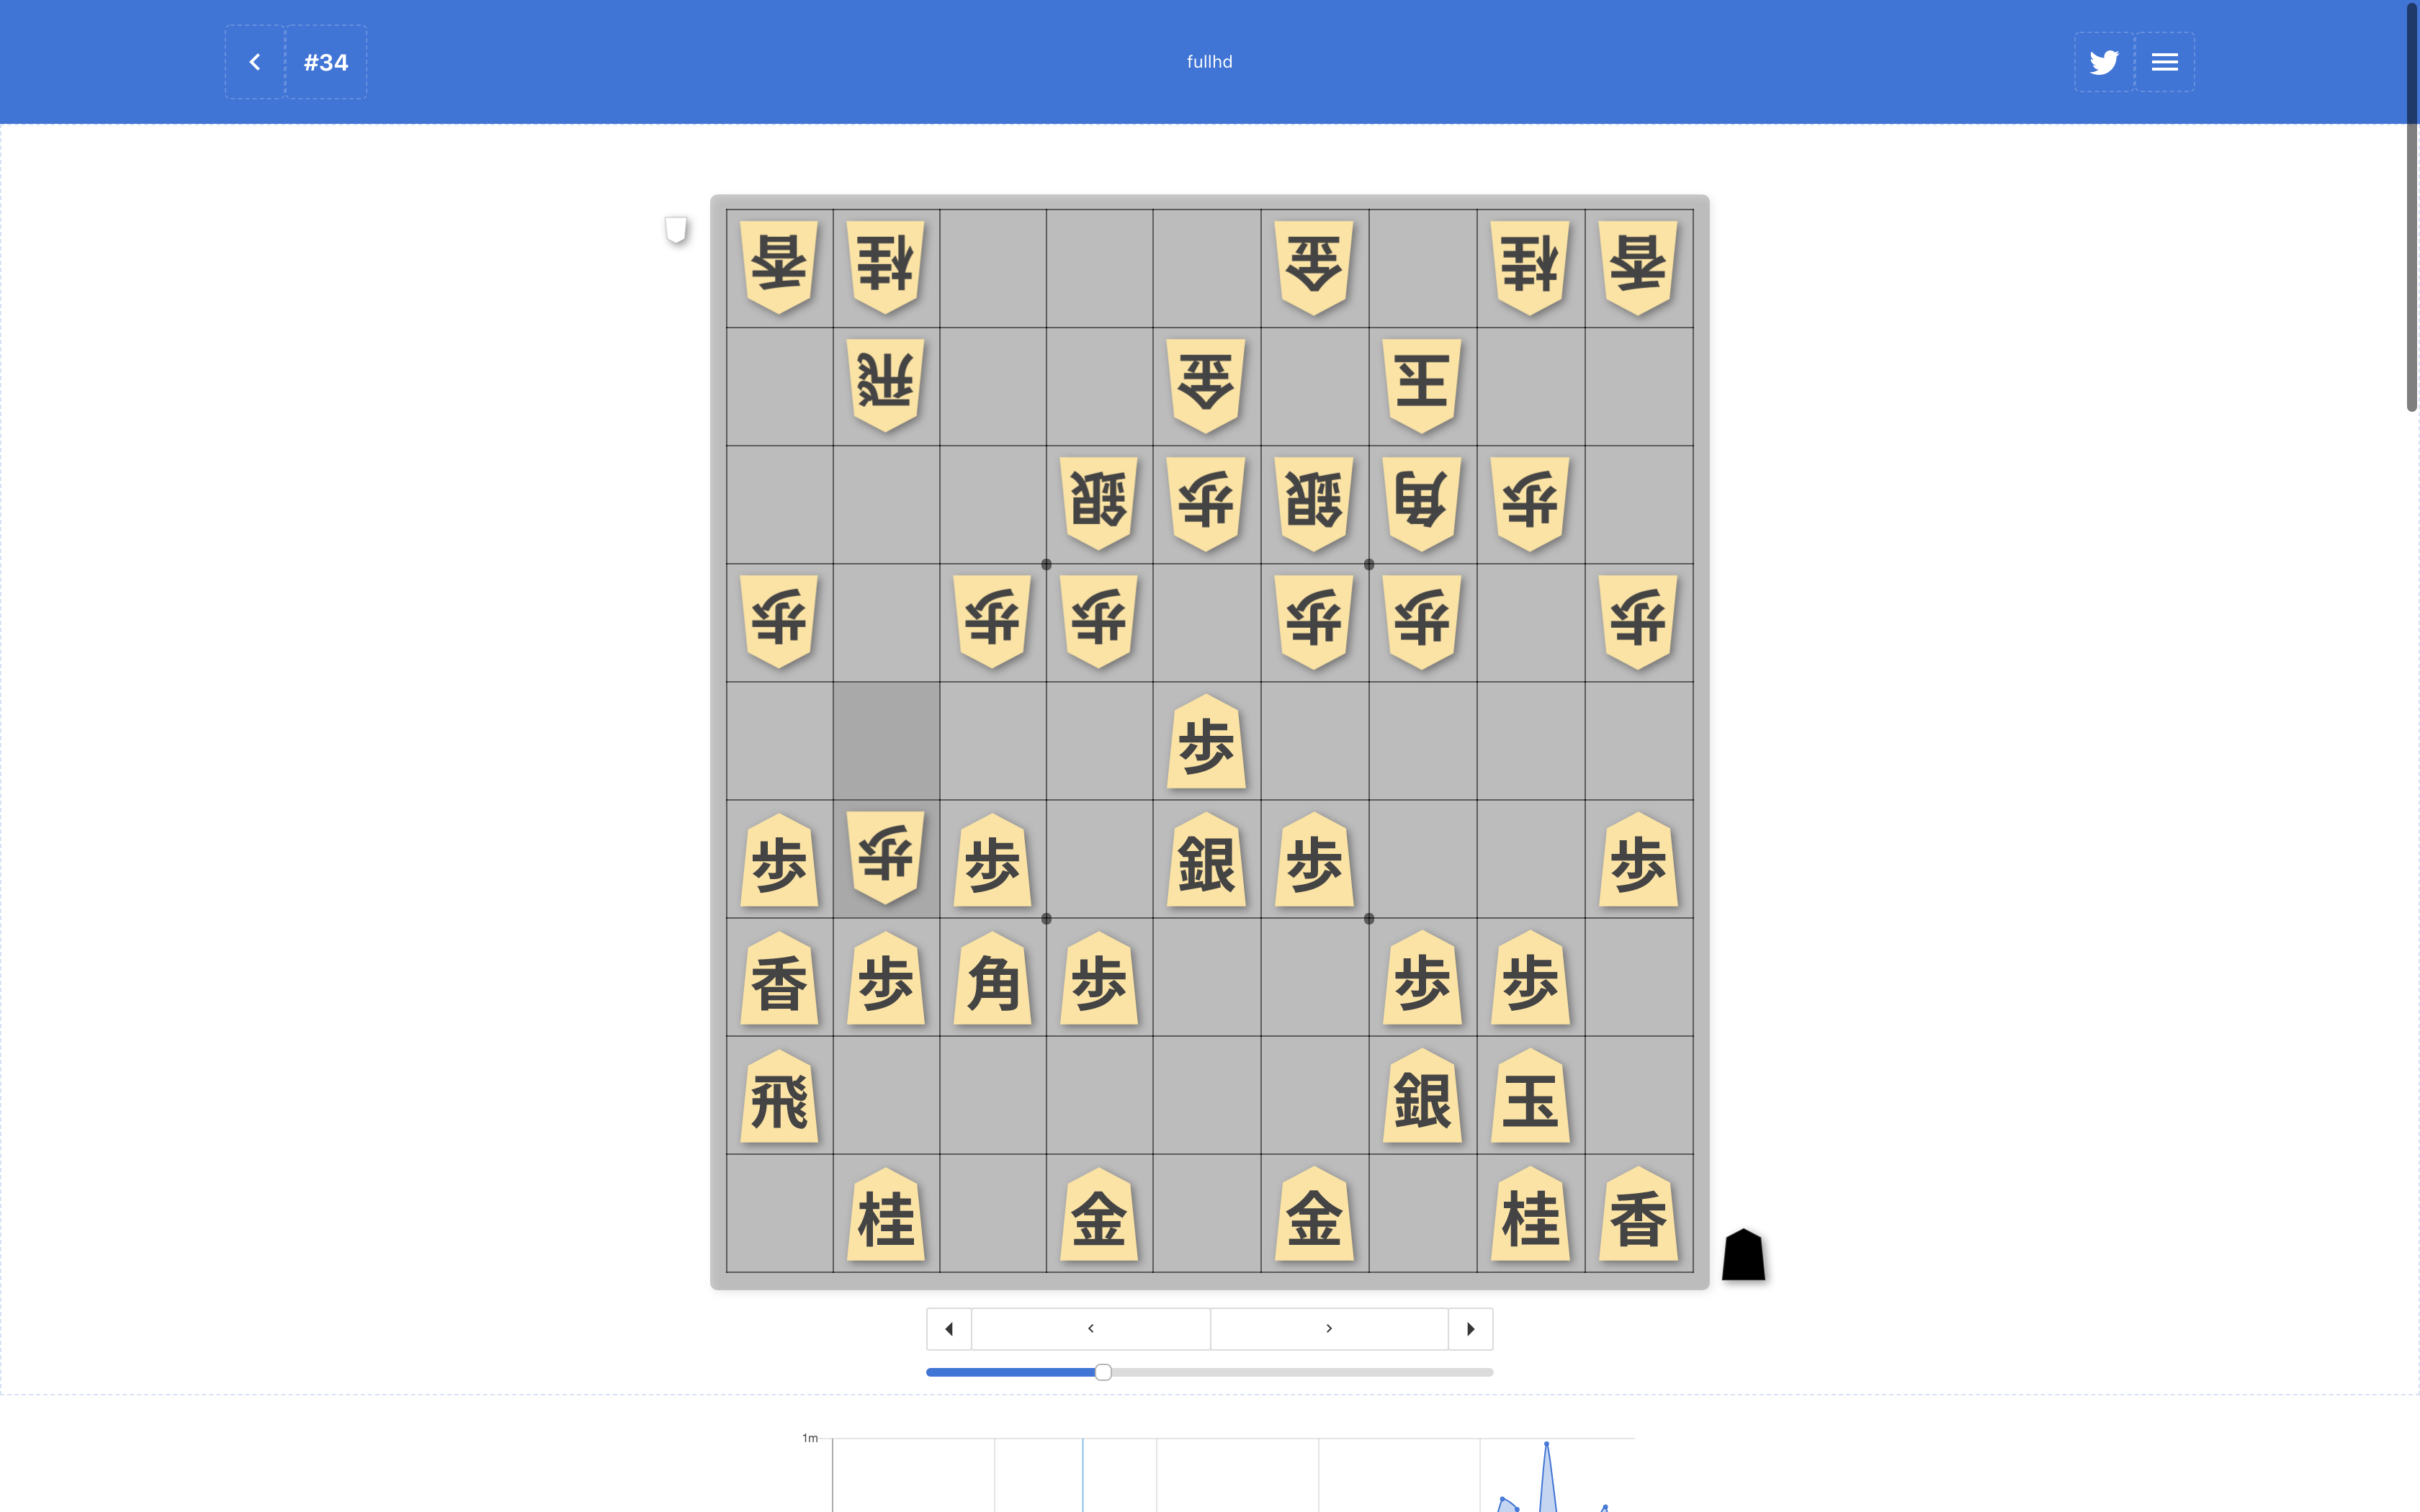 #34 fullhd
香 桂 金 桂 香
飛 金 王
銀 歩 銀 角 歩
歩 歩 歩 歩 歩 歩
歩
歩 歩 歩 銀 歩 歩
香 歩 角 歩 歩 歩
飛 銀 玉
桂 金 金 桂 香
1m